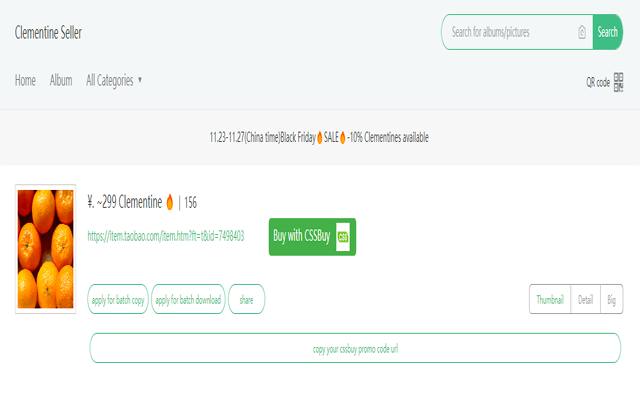 Clementine Seller
Search for albums/pictures
Search
Home Album All Categories ▼
QR code
11.23-11.27(China time)Black Friday🔥SALE🔥-10% Clementines available
¥. ~299 Clementine 🔥 | 156
https://item.taobao.com/item.htm?ft=t&id=7498403
Buy with CSSBuy
CSS
apply for batch copy apply for batch download share
Thumbnail Detail Big
copy your cssbuy promo code url